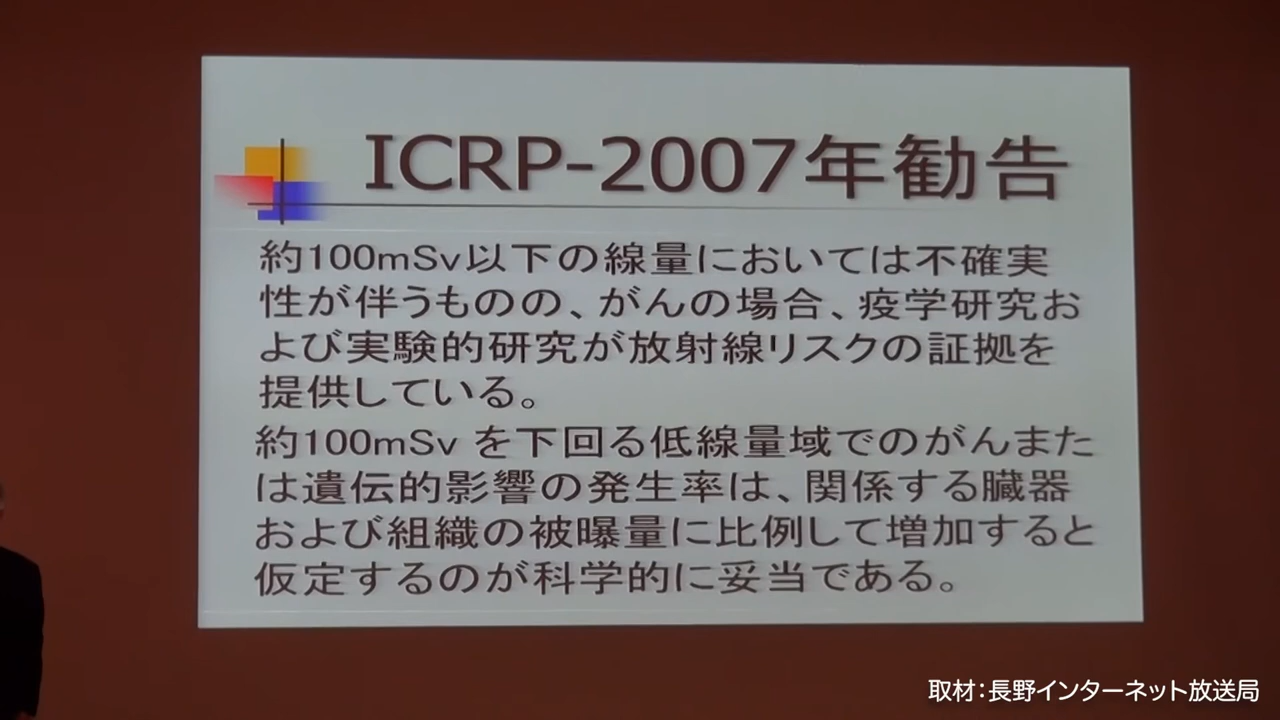 ICRP-2007年勧告
約100mSv以下の線量においては不確実
性が伴うものの、がんの場合、疫学研究お
よび実験的研究が放射線リスクの証拠を
提供している。
約100mSv を下回る低線量域でのがんまた
は遺伝的影響の発生率は、関係する臓器
および組織の被曝量に比例して増加すると
仮定するのが科学的に妥当である。
取材：長野インターネット放送局